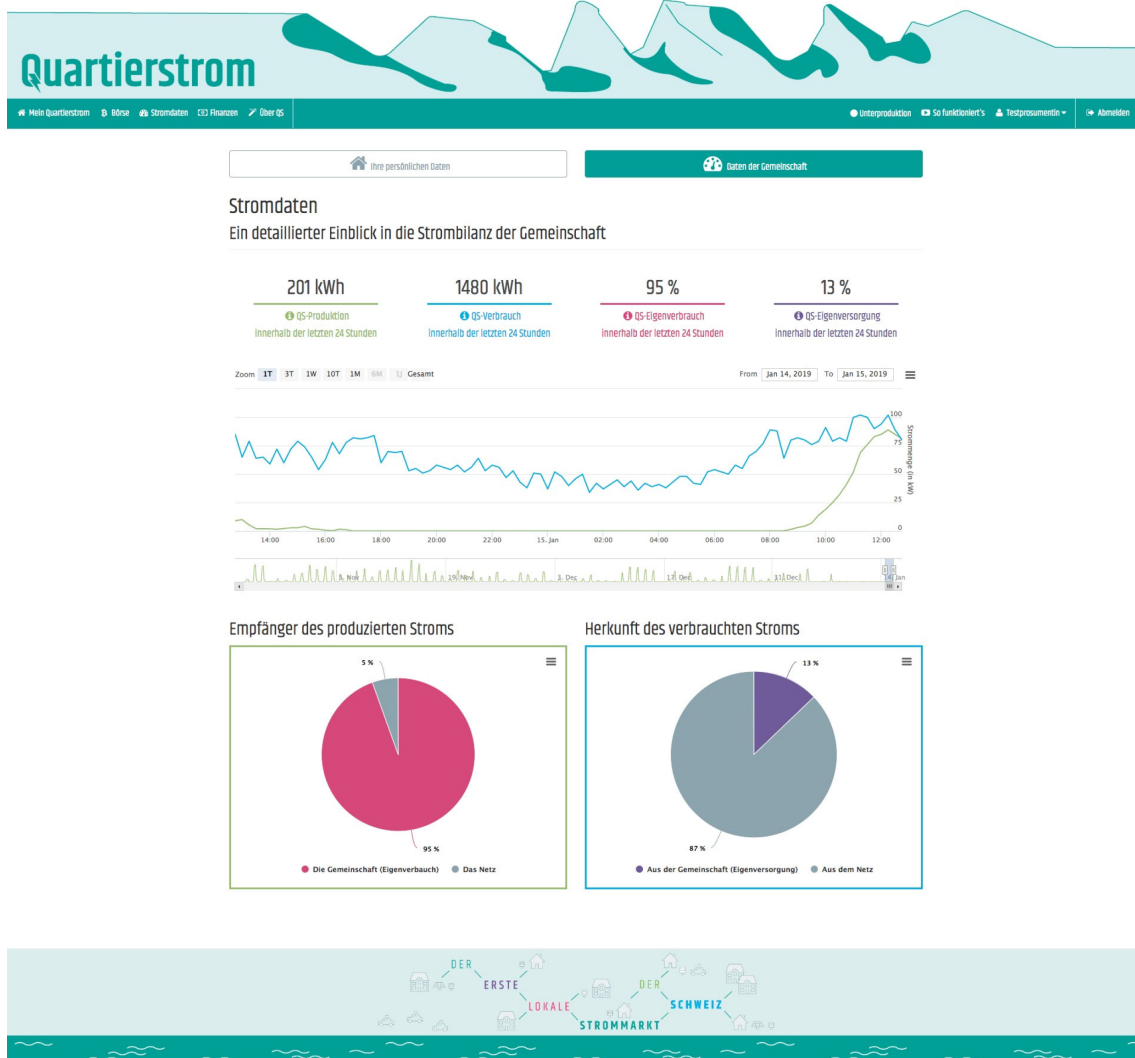 Quartierstrom
Mein Quartierstrom Börse Stromdaten Finanzen Über QS Unterproduktion So funktioniert's Testprosumentin Abmelden
Ihre persönlichen Daten Daten der Gemeinschaft
Stromdaten
Ein detaillierter Einblick in die Strombilanz der Gemeinschaft
201 kWh 1480 kWh 95 % 13 %
QS-Produktion QS-Verbrauch QS-Eigenverbrauch QS-Eigenversorgung
innerhalb der letzten 24 Stunden innerhalb der letzten 24 Stunden innerhalb der letzten 24 Stunden innerhalb der letzten 24 Stunden
Zoom 1T 3T 1W 10T 1M 6M 1J Gesamt From Jan 14, 2019 To Jan 15, 2019
100
75
50
25
0
Strommenge (in kW)
14:00 16:00 18:00 20:00 22:00 15. Jan 02:00 04:00 06:00 08:00 10:00 12:00
5. Nov 19. Nov 3. Dec 17. Dec 31. Dec 14. Jan
Empfänger des produzierten Stroms Herkunft des verbrauchten Stroms
5 % 13 %
95 % 87 %
Die Gemeinschaft (Eigenverbauch) Das Netz Aus der Gemeinschaft (Eigenversorgung) Aus dem Netz
DER
ERSTE
LOKALE
STROMMARKT
DER
SCHWEIZ